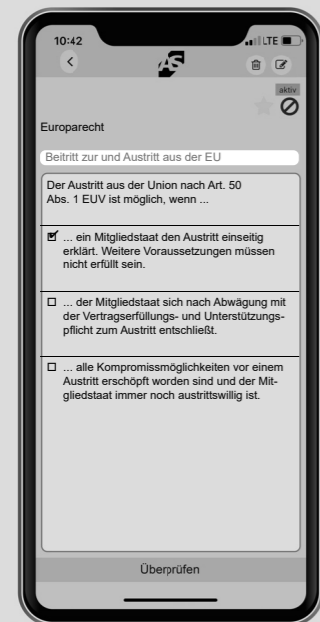 10:42
LTE
AS
aktiv
Europarecht
Beitritt zur und Austritt aus der EU
Der Austritt aus der Union nach Art. 50
Abs. 1 EUV ist möglich, wenn ...
... ein Mitgliedstaat den Austritt einseitig
erklärt. Weitere Voraussetzungen müssen
nicht erfüllt sein.
... der Mitgliedstaat sich nach Abwägung mit
der Vertragserfüllungs- und Unterstützungs-
pflicht zum Austritt entschließt.
... alle Kompromissmöglichkeiten vor einem
Austritt erschöpft worden sind und der Mit-
gliedstaat immer noch austrittswillig ist.
Überprüfen